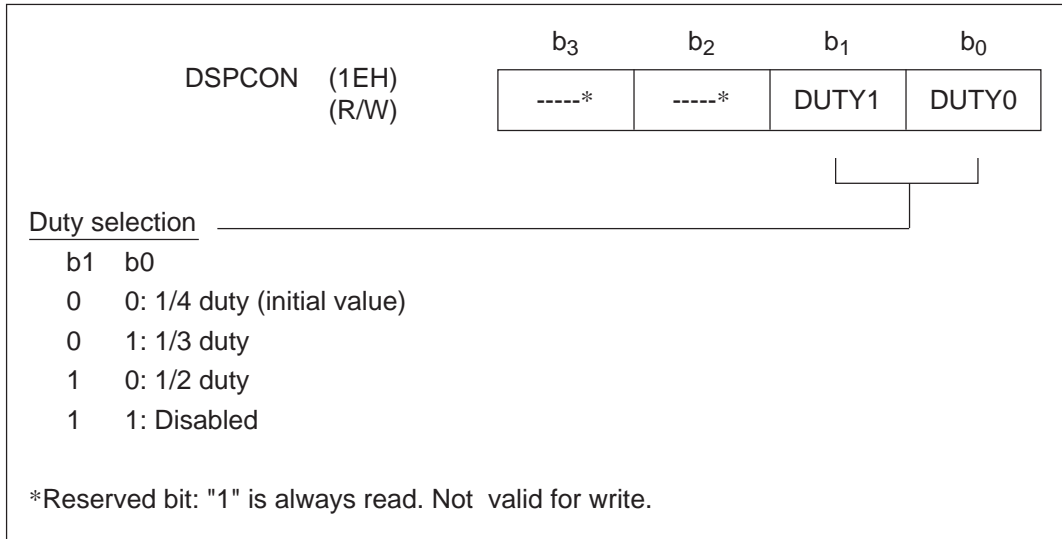 b3 b2 b1 b0
DSPCON (1EH) -----* -----* DUTY1 DUTY0
(R/W)
Duty selection
b1 b0
0 0: 1/4 duty (initial value)
0 1: 1/3 duty
1 0: 1/2 duty
1 1: Disabled
*Reserved bit: "1" is always read. Not valid for write.